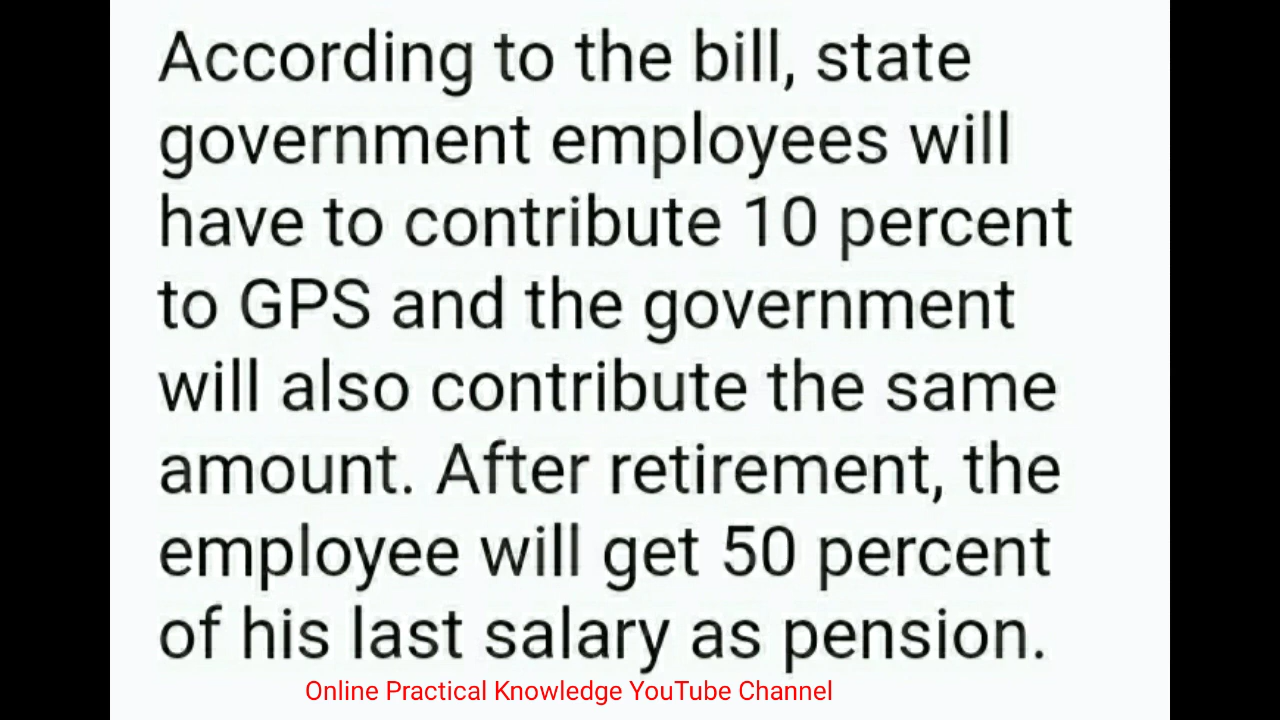 According to the bill, state
government employees will
have to contribute 10 percent
to GPS and the government
will also contribute the same
amount. After retirement, the
employee will get 50 percent
of his last salary as pension.
Online Practical Knowledge YouTube Channel